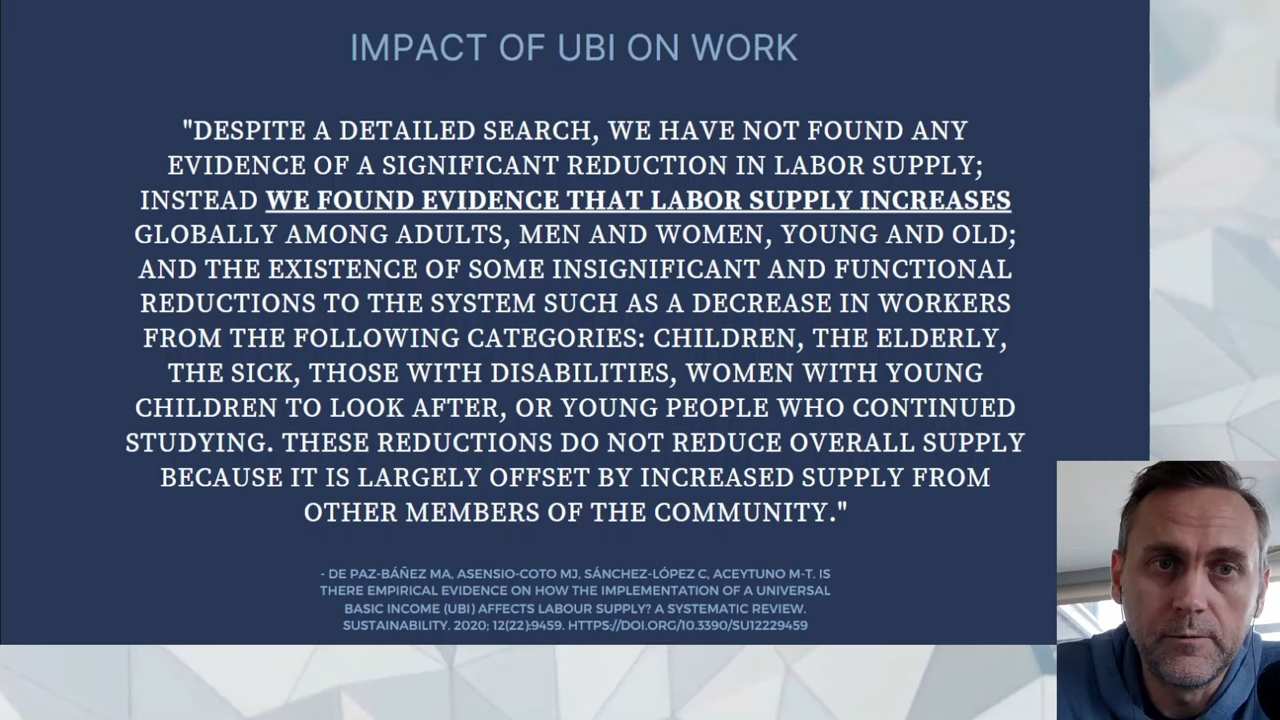 IMPACT OF UBI ON WORK
"DESPITE A DETAILED SEARCH, WE HAVE NOT FOUND ANY
EVIDENCE OF A SIGNIFICANT REDUCTION IN LABOR SUPPLY;
INSTEAD WE FOUND EVIDENCE THAT LABOR SUPPLY INCREASES
GLOBALLY AMONG ADULTS, MEN AND WOMEN, YOUNG AND OLD;
AND THE EXISTENCE OF SOME INSIGNIFICANT AND FUNCTIONAL
REDUCTIONS TO THE SYSTEM SUCH AS A DECREASE IN WORKERS
FROM THE FOLLOWING CATEGORIES: CHILDREN, THE ELDERLY,
THE SICK, THOSE WITH DISABILITIES, WOMEN WITH YOUNG
CHILDREN TO LOOK AFTER, OR YOUNG PEOPLE WHO CONTINUED
STUDYING. THESE REDUCTIONS DO NOT REDUCE OVERALL SUPPLY
BECAUSE IT IS LARGELY OFFSET BY INCREASED SUPPLY FROM
OTHER MEMBERS OF THE COMMUNITY."
- DE PAZ-BÁÑEZ MA, ASENSIO-COTO MJ, SÁNCHEZ-LÓPEZ C, ACEYTUNO M-T. IS
THERE EMPIRICAL EVIDENCE ON HOW THE IMPLEMENTATION OF A UNIVERSAL
BASIC INCOME (UBI) AFFECTS LABOUR SUPPLY? A SYSTEMATIC REVIEW.
SUSTAINABILITY. 2020; 12(22):9459. HTTPS://DOI.ORG/10.3390/SU12229459